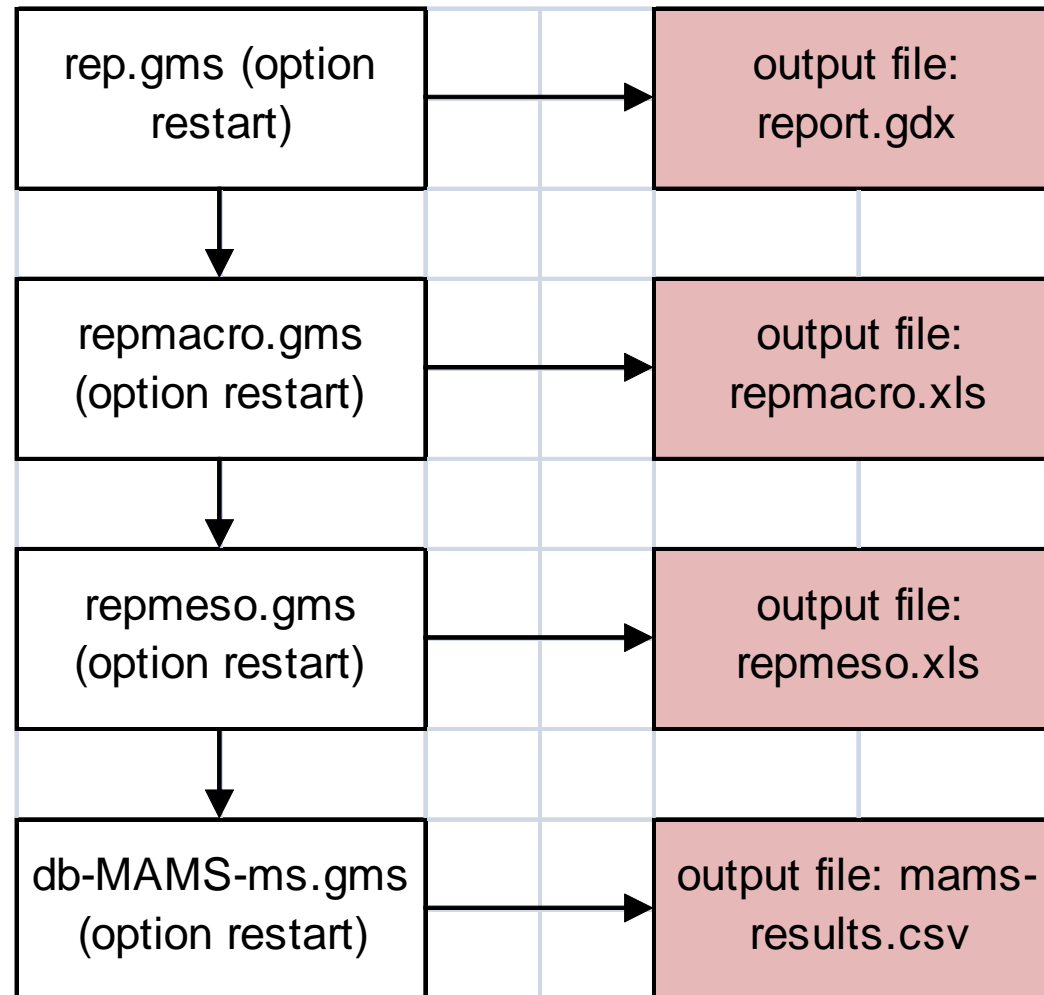 rep.gms (option
restart)
output file:
report.gdx
repmacro.gms
(option restart)
output file:
repmacro.xls
repmeso.gms
(option restart)
output file:
repmeso.xls
db-MAMS-ms.gms
(option restart)
output file: mams-
results.csv